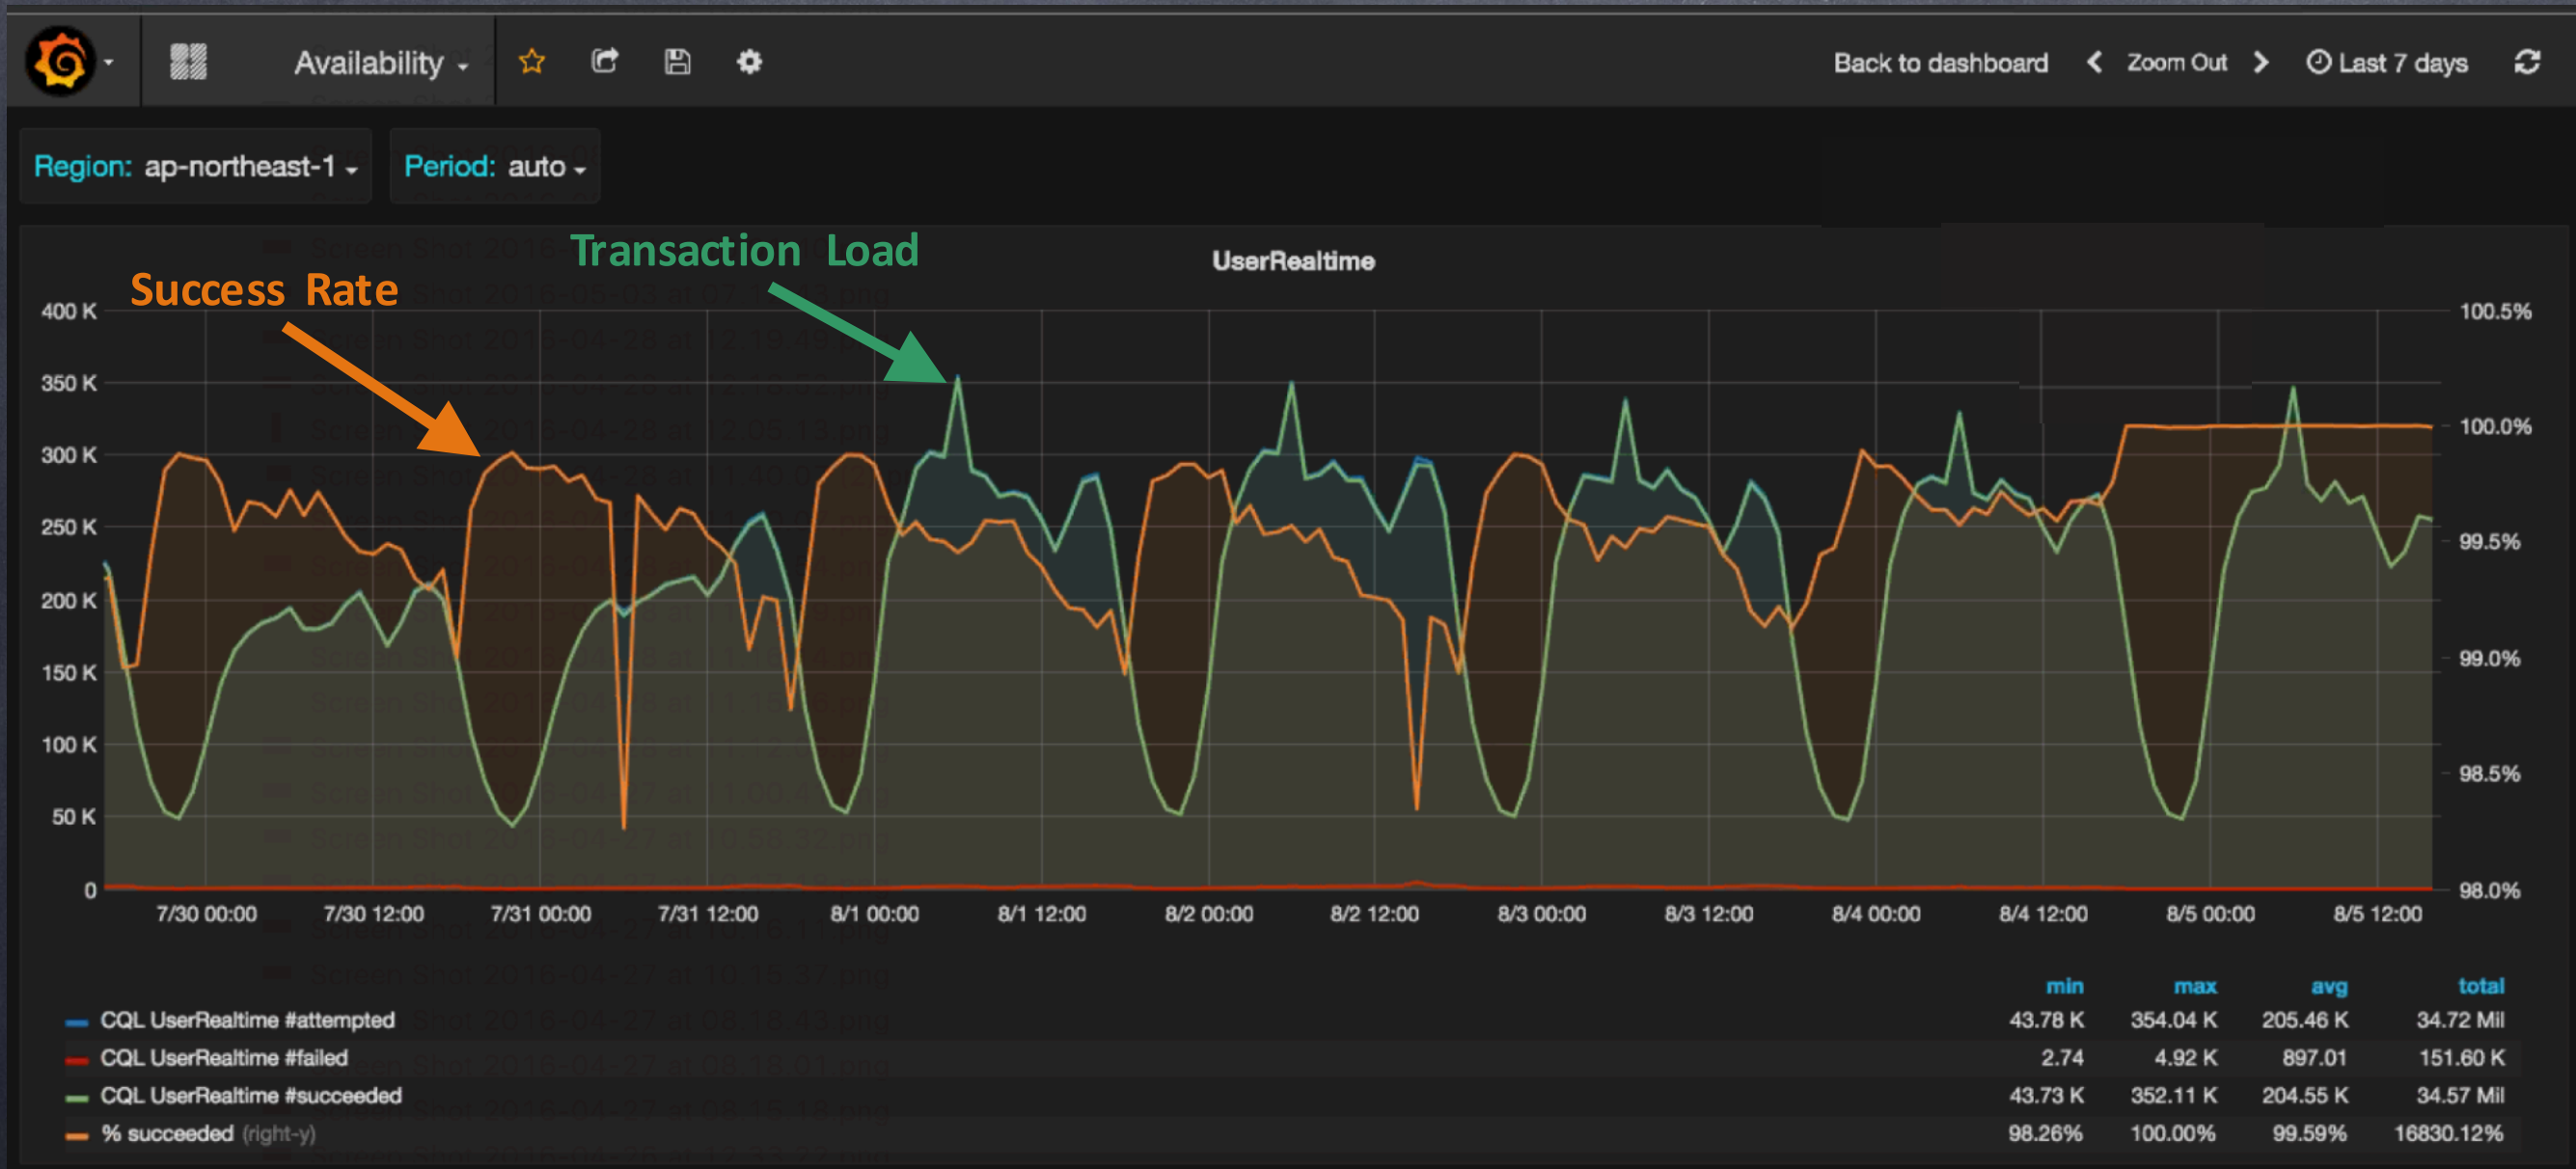 Availability
Back to dashboard
Zoom Out
Last 7 days
Region: ap-northeast-1
Period: auto
Transaction Load
UserRealtime
Success Rate
400 K
350 K
300 K
250 K
200 K
150 K
100 K
50 K
0
100.5%
100.0%
99.5%
99.0%
98.5%
98.0%
7/30 00:00
7/30 12:00
7/31 00:00
7/31 12:00
8/1 00:00
8/1 12:00
8/2 00:00
8/2 12:00
8/3 00:00
8/3 12:00
8/4 00:00
8/4 12:00
8/5 00:00
8/5 12:00
min max avg total
CQL UserRealtime #attempted 43.78 K 354.04 K 205.46 K 34.72 Mil
CQL UserRealtime #failed 2.74 4.92 K 897.01 151.60 K
CQL UserRealtime #succeeded 43.73 K 352.11 K 204.55 K 34.57 Mil
% succeeded (right-y) 98.26% 100.00% 99.59% 16830.12%